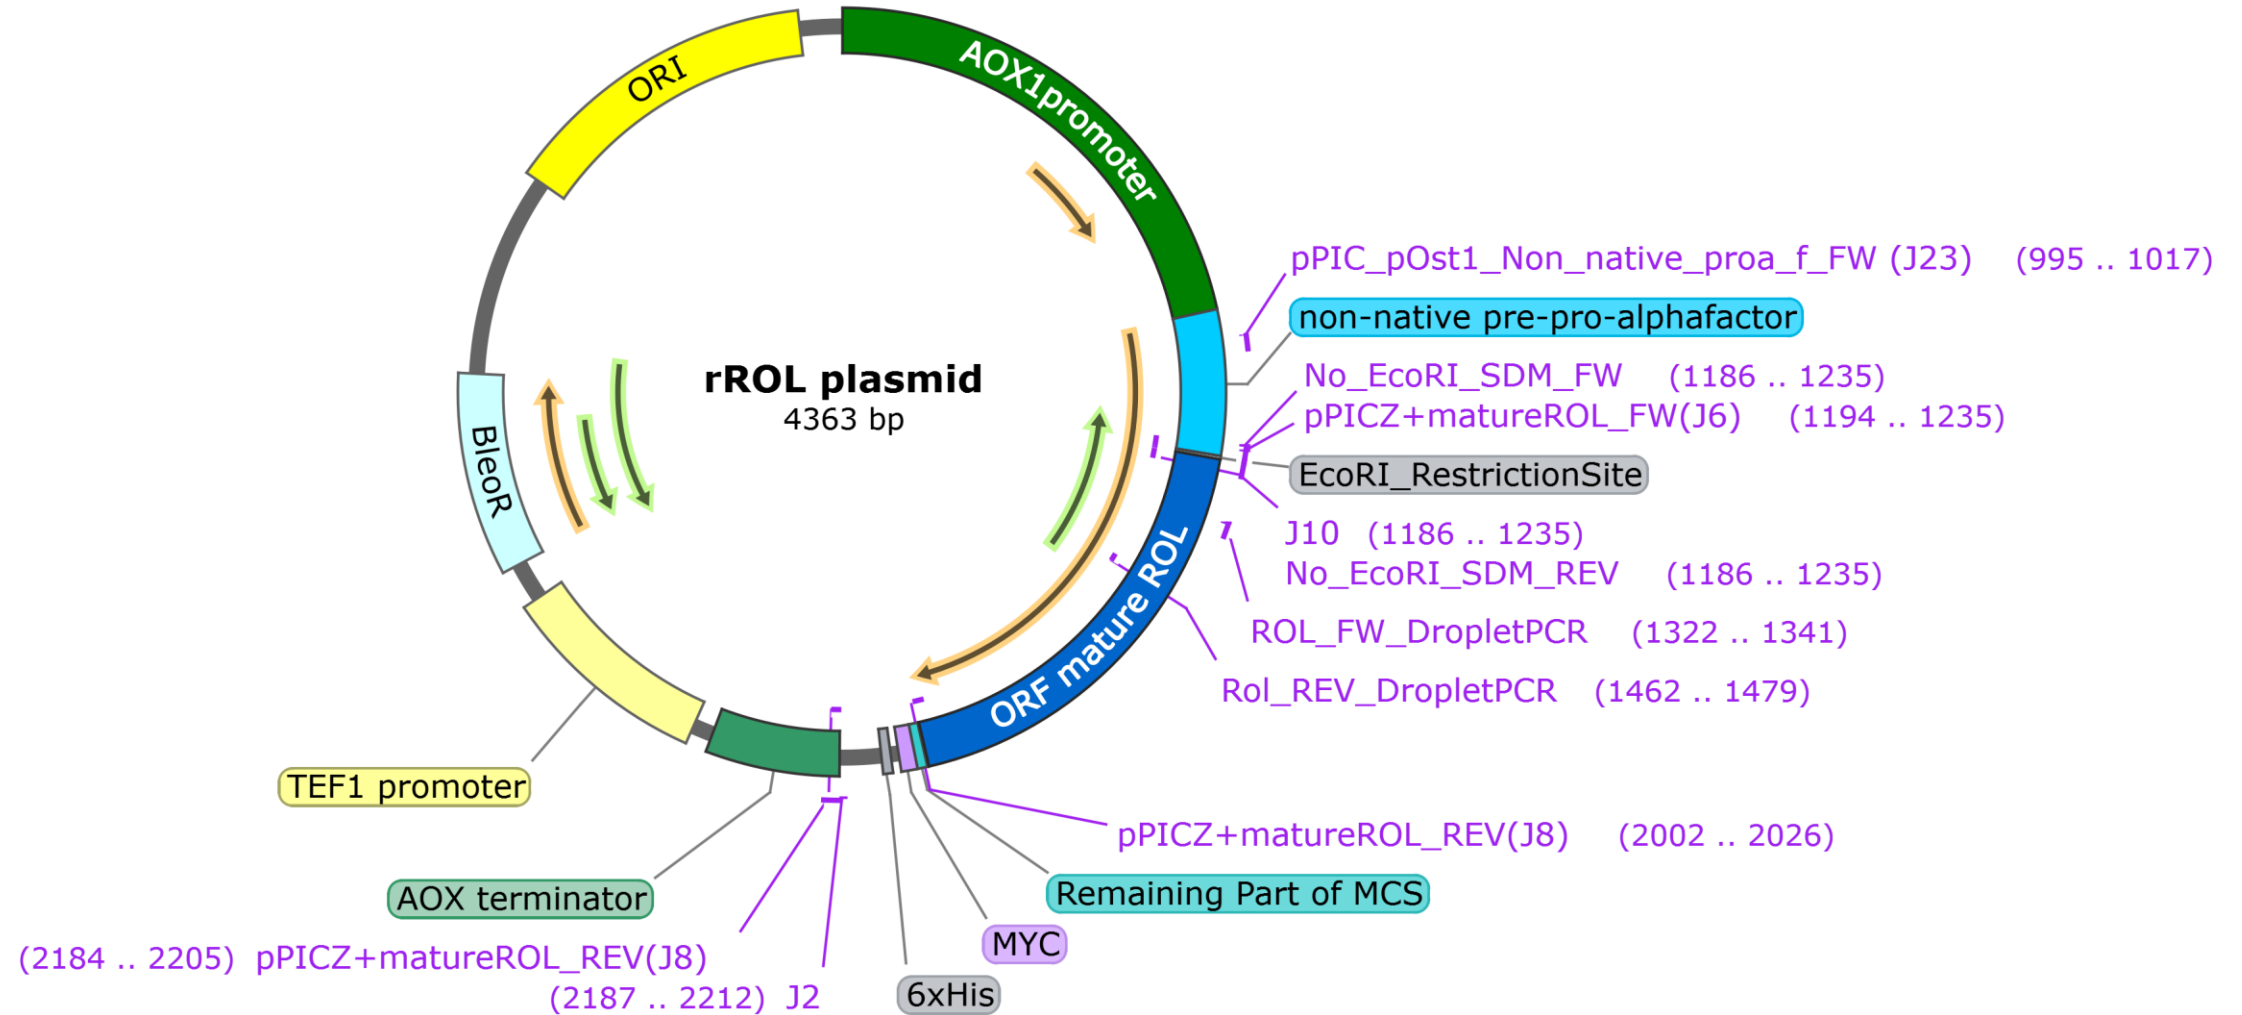 ORI
AOX1promoter
pPIC_pOst1_Non_native_proa_f_FW (J23) (995 .. 1017)
non-native pre-pro-alphafactor
rROL plasmid
4363 bp
No_EcoRI_SDM_FW (1186 .. 1235)
pPICZ+matureROL_FW(J6) (1194 .. 1235)
EcoRI_RestrictionSite
BleoR
J10 (1186 .. 1235)
No_EcoRI_SDM_REV (1186 .. 1235)
ROL_FW_DropletPCR (1322 .. 1341)
ORF mature ROL
Rol_REV_DropletPCR (1462 .. 1479)
TEF1 promoter
pPICZ+matureROL_REV(J8) (2002 .. 2026)
AOX terminator
Remaining Part of MCS
MYC
(2184 .. 2205) pPICZ+matureROL_REV(J8)
6xHis
(2187 .. 2212) J2